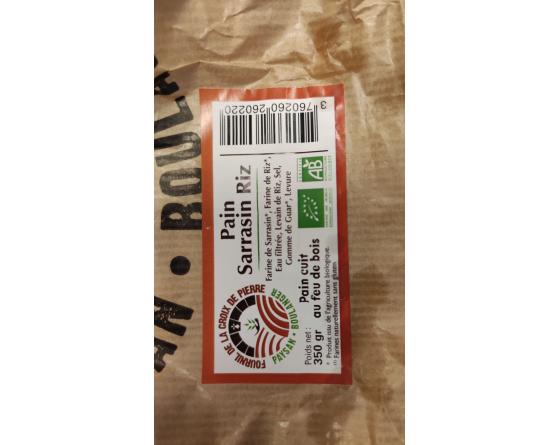 FOURNIL DE LA CROIX DE PIERRE
PAYSAN • BOULANGER
Pain
Sarrasin Riz
Farine de Sarrasin*, Farine de Riz*,
Eau filtrée, Levain de Riz, Sel,
Gomme de Guar*, Levure
Pain cuit
au feu de bois
Poids net :
350 gr
* Produit issu de l'agriculture biologique.
Farines naturellement sans gluten.
AB
3 760260 260220